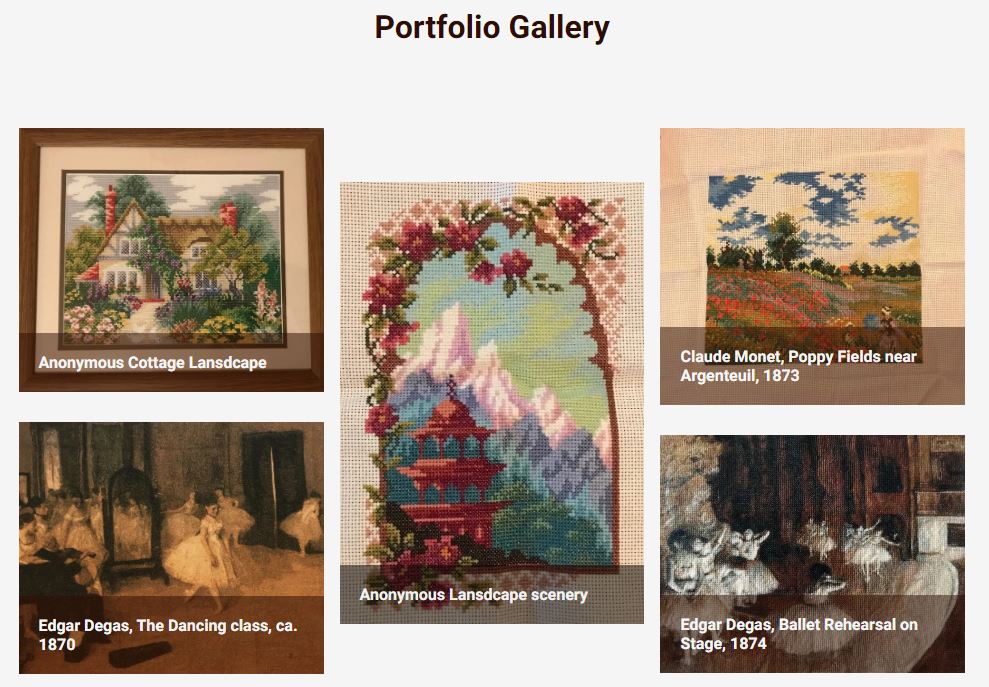 Portfolio Gallery
Anonymous Cottage Lansdcape
Edgar Degas, The Dancing class, ca.
1870
Anonymous Lansdcape scenery
Claude Monet, Poppy Fields near
Argenteuil, 1873
Edgar Degas, Ballet Rehearsal on
Stage, 1874